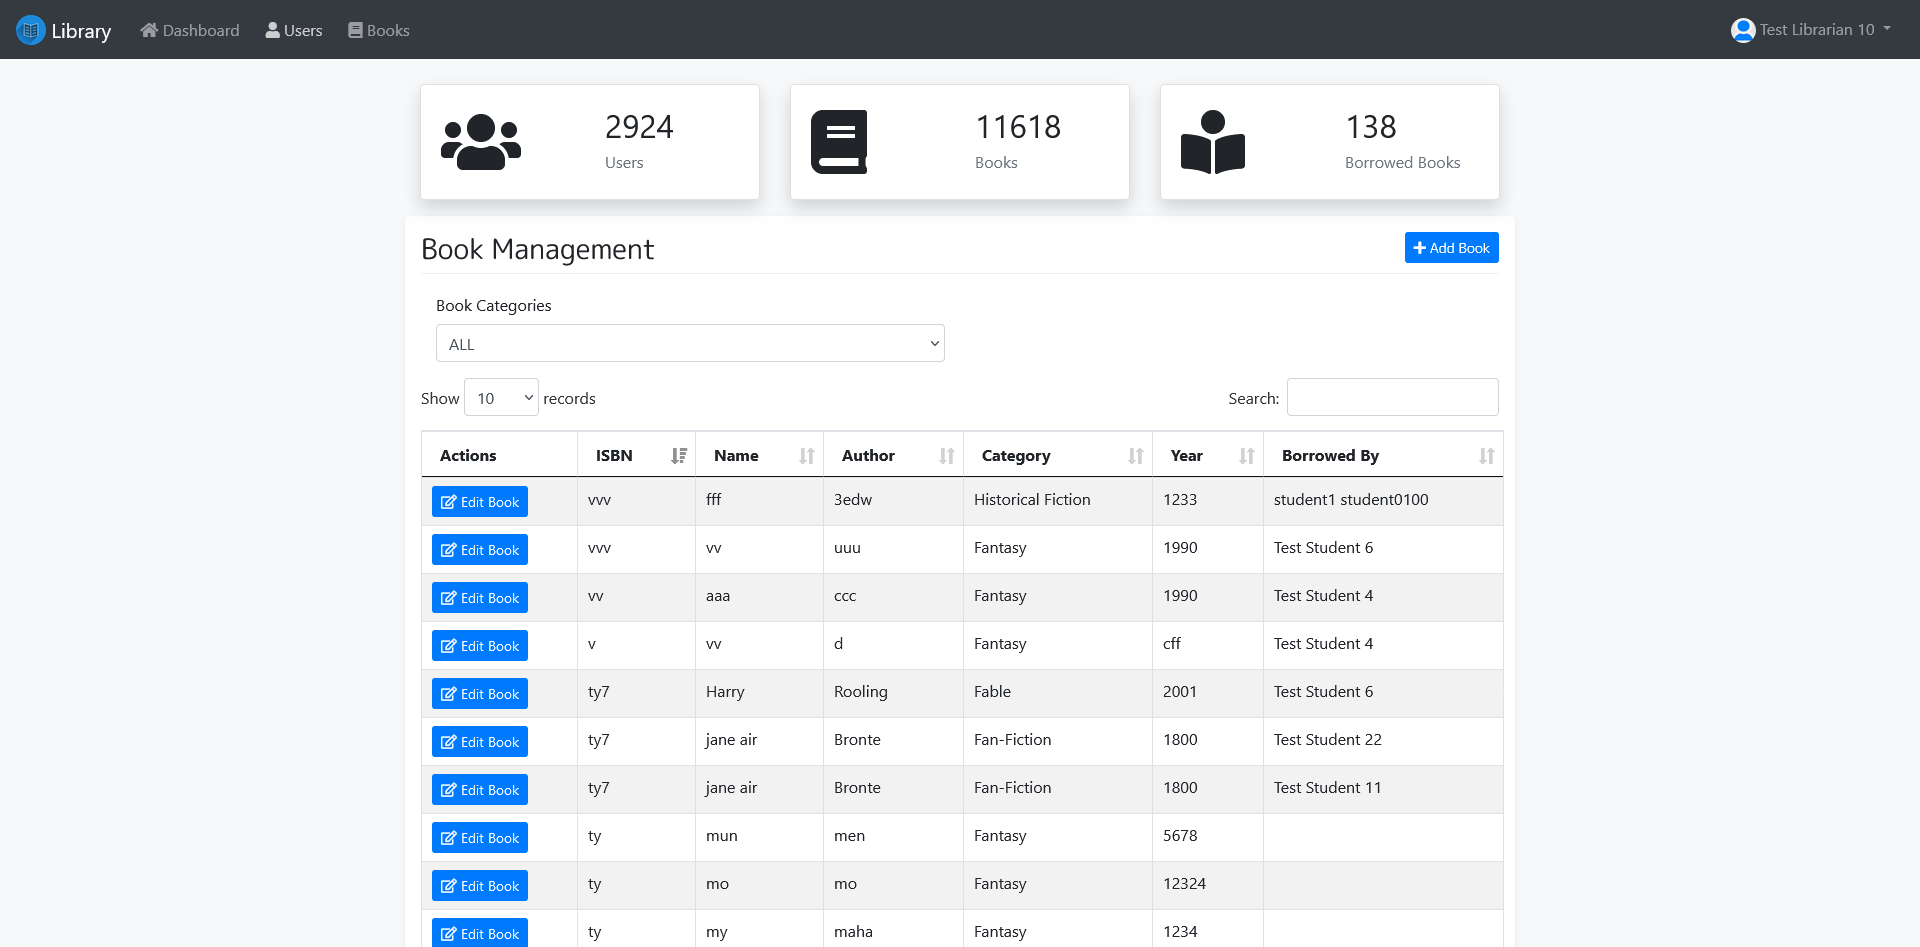 Library Dashboard Users Books Test Librarian 10
2924 11618 138
Users Books Borrowed Books
Book Management + Add Book
Book Categories
ALL
Show 10 records Search:
Actions ISBN Name Author Category Year Borrowed By
Edit Book vvv fff 3edw Historical Fiction 1233 student1 student0100
Edit Book vvv vv uuu Fantasy 1990 Test Student 6
Edit Book vv aaa ccc Fantasy 1990 Test Student 4
Edit Book v vv d Fantasy cff Test Student 4
Edit Book ty7 Harry Rooling Fable 2001 Test Student 6
Edit Book ty7 jane air Bronte Fan-Fiction 1800 Test Student 22
Edit Book ty7 jane air Bronte Fan-Fiction 1800 Test Student 11
Edit Book ty mun men Fantasy 5678
Edit Book ty mo mo Fantasy 12324
Edit Book ty my maha Fantasy 1234